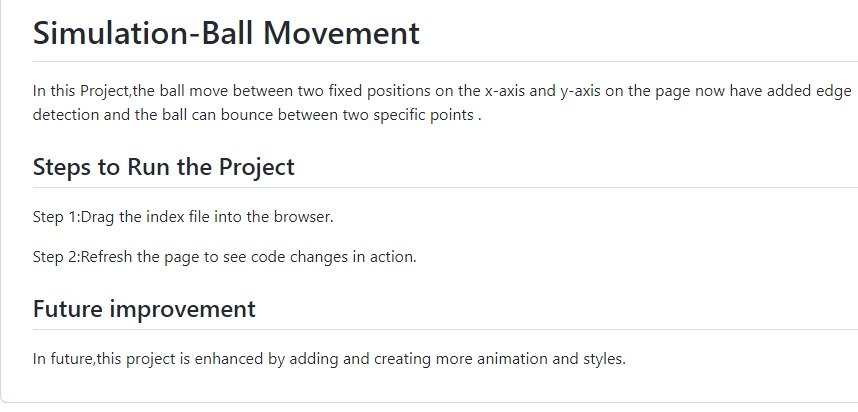 Simulation-Ball Movement
In this Project,the ball move between two fixed positions on the x-axis and y-axis on the page now have added edge
detection and the ball can bounce between two specific points .
Steps to Run the Project
Step 1:Drag the index file into the browser.
Step 2:Refresh the page to see code changes in action.
Future improvement
In future,this project is enhanced by adding and creating more animation and styles.